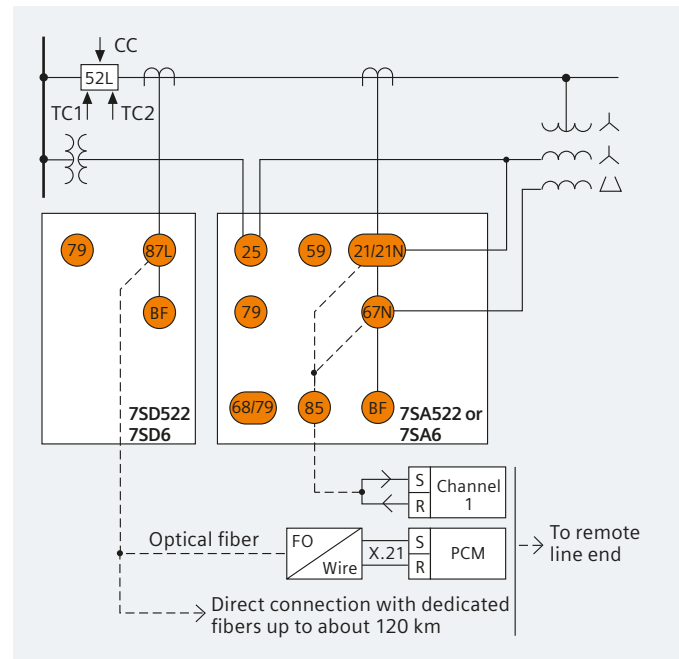 CC
52L
TC1
TC2
79
87L
25
59
21/21N
BF
79
67N
68/79
85
BF
7SD522
7SD6
7SA522 or
7SA6
S
R
Channel
1
Optical fiber
FO
Wire
X.21
S
R
PCM
To remote
line end
Direct connection with dedicated
fibers up to about 120 km